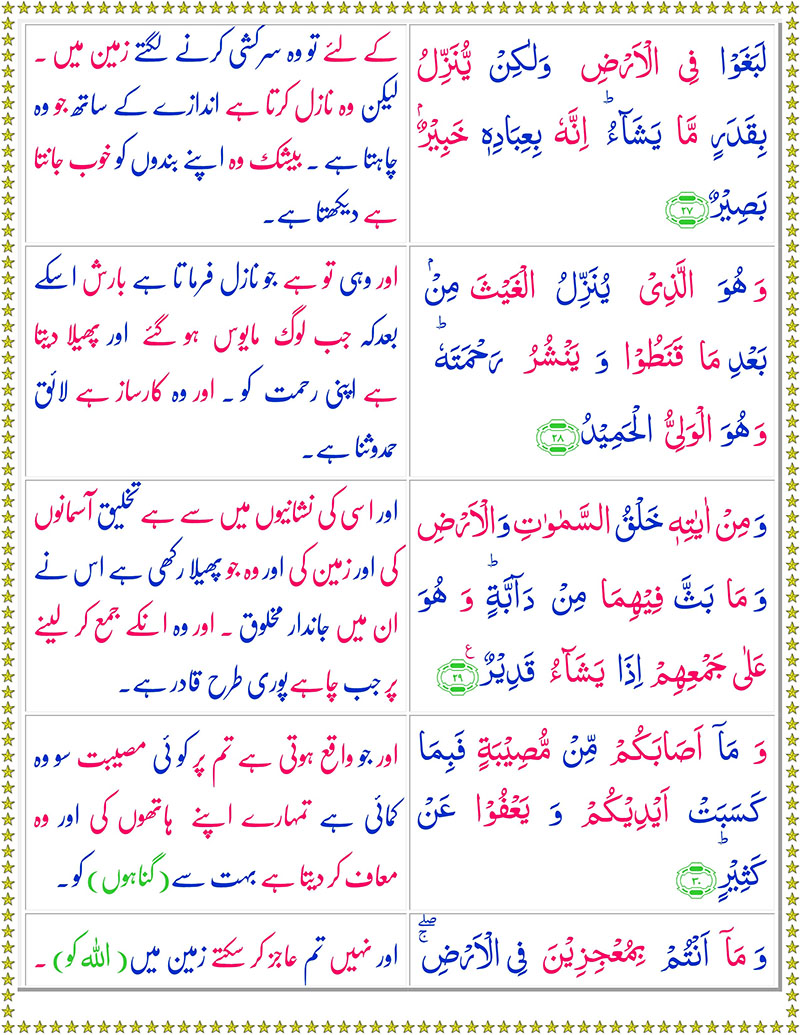 لَبَغَوْا فِی الْاَرْضِ وَلٰكِنْ یُّنَزِّلُ
بِقَدَرٍ مَّا یَشَآءُ ؕ اِنَّهٗ بِعِبَادِهٖ خَبِیْرٌۢ
بَصِیْرٌ ﴿۲۷﴾
کے لئے تو وہ سرکشی کرنے لگتے زمین میں ۔
لیکن وہ نازل کرتا ہے اندازے کے ساتھ جو وہ
چاہتا ہے ۔ بیشک وہ اپنے بندوں کو خوب جانتا
ہے دیکھتا ہے ۔
وَ هُوَ الَّذِیْ یُنَزِّلُ الْغَیْثَ مِنْۢ
بَعْدِ مَا قَنَطُوْا وَ یَنْشُرُ رَحْمَتَهٗ ؕ
وَهُوَ الْوَلِیُّ الْحَمِیْدُ ﴿۲۸﴾
اور وہی تو ہے جو نازل فرماتا ہے بارش اسکے
بعدکہ جب لوگ مایوس ہو گئے اور پھیلا دیتا
ہے اپنی رحمت کو ۔ اور وہ کارساز ہے لائق
حمدوثنا ہے ۔
وَمِنْ اٰیٰتِهٖ خَلْقُ السَّمٰوٰتِ وَالْاَرْضِ
وَ مَا بَثَّ فِیْهِمَا مِنْ دَآبَّةٍ ؕ وَ هُوَ
عَلٰی جَمْعِهِمْ اِذَا یَشَآءُ قَدِیْرٌ ﴿۲۹﴾ ع
اور اسی کی نشانیوں میں سے ہے تخلیق آسمانوں
کی اور زمین کی اور وہ جو پھیلا رکھی ہے اس نے
ان میں جاندار مخلوق ۔ اور وہ انکے جمع کر لینے
پر جب چاہے پوری طرح قادر ہے ۔
وَ مَآ اَصَابَكُمْ مِّنْ مُّصِیْبَةٍ فَبِمَا
كَسَبَتْ اَیْدِیْكُمْ وَ یَعْفُوْا عَنْ
كَثِیْرٍ ؕ ﴿۳۰﴾
اور جو واقع ہوتی ہے تم پر کوئی مصیبت سو وہ
کمائی ہے تمہارے اپنے ہاتھوں کی اور وہ
معاف کر دیتا ہے بہت سے (گناہوں) کو ۔
وَ مَآ اَنْتُمْ بِمُعْجِزِیْنَ فِی الْاَرْضِ ۖۚ
اور نہیں تم عاجز کر سکتے زمین میں (اللہ کو) ۔